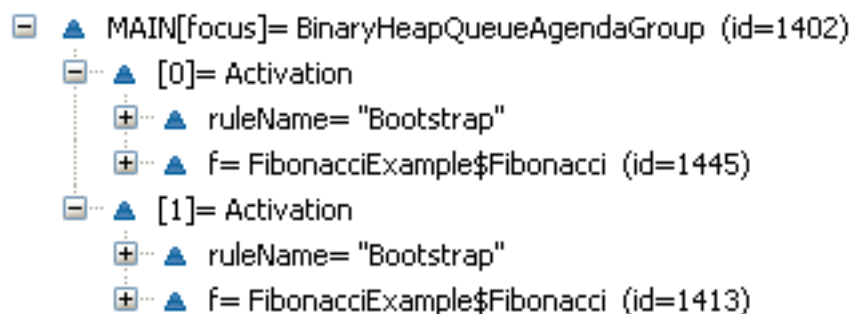 MAIN[focus]= BinaryHeapQueueAgendaGroup (id=1402)
[0]= Activation
ruleName= "Bootstrap"
f= FibonacciExample$Fibonacci (id=1445)
[1]= Activation
ruleName= "Bootstrap"
f= FibonacciExample$Fibonacci (id=1413)